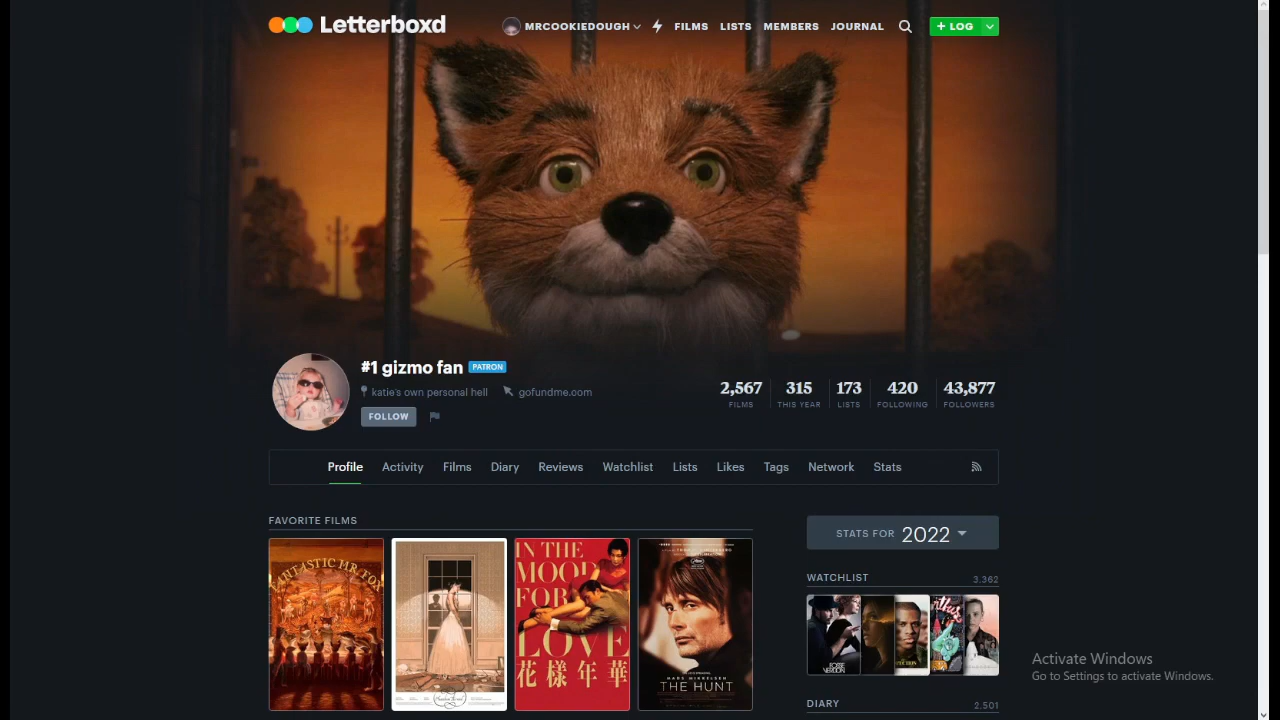 Letterboxd
MRCOOKIEDOUGH FILMS LISTS MEMBERS JOURNAL + LOG
#1 gizmo fan PATRON
katie's own personal hell gofundme.com
FOLLOW
2,567 315 173 420 43,877
FILMS THIS YEAR LISTS FOLLOWING FOLLOWERS
Profile Activity Films Diary Reviews Watchlist Lists Likes Tags Network Stats
FAVORITE FILMS
STATS FOR 2022
ANTASTIC MR FOX
IN THE
MOOD
FOR
LOVE
花樣年華
MADS MIKKELSEN
THE HUNT
WATCHLIST 3,362
DIARY 2,501
Activate Windows
Go to Settings to activate Windows.